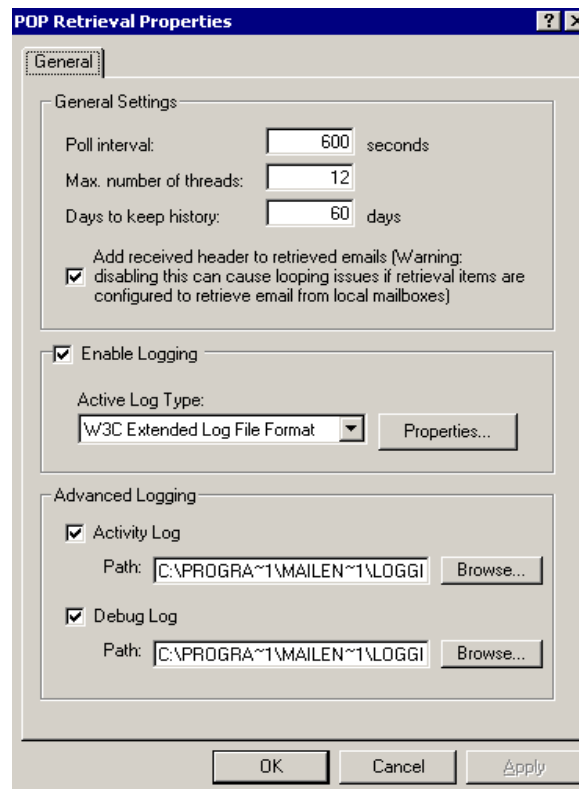 POP Retrieval Properties
General
General Settings
Poll interval: 600 seconds
Max. number of threads: 12
Days to keep history: 60 days
Add received header to retrieved emails (Warning:
disabling this can cause looping issues if retrieval items are
configured to retrieve email from local mailboxes)
Enable Logging
Active Log Type:
W3C Extended Log File Format Properties...
Advanced Logging
Activity Log
Path: C:\PROGRA~1\MAILEN~1\LOGGI Browse...
Debug Log
Path: C:\PROGRA~1\MAILEN~1\LOGGI Browse...
OK Cancel Apply